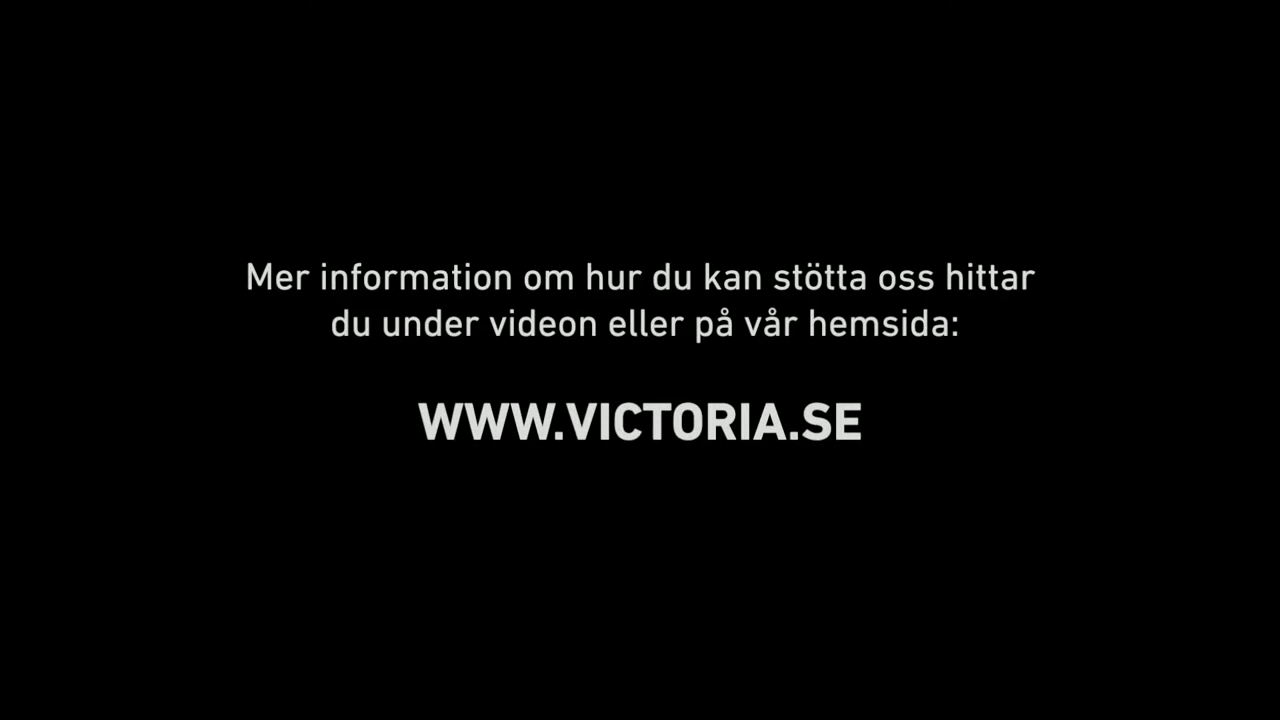 Mer information om hur du kan stötta oss hittar
du under videon eller på vår hemsida:
WWW.VICTORIA.SE